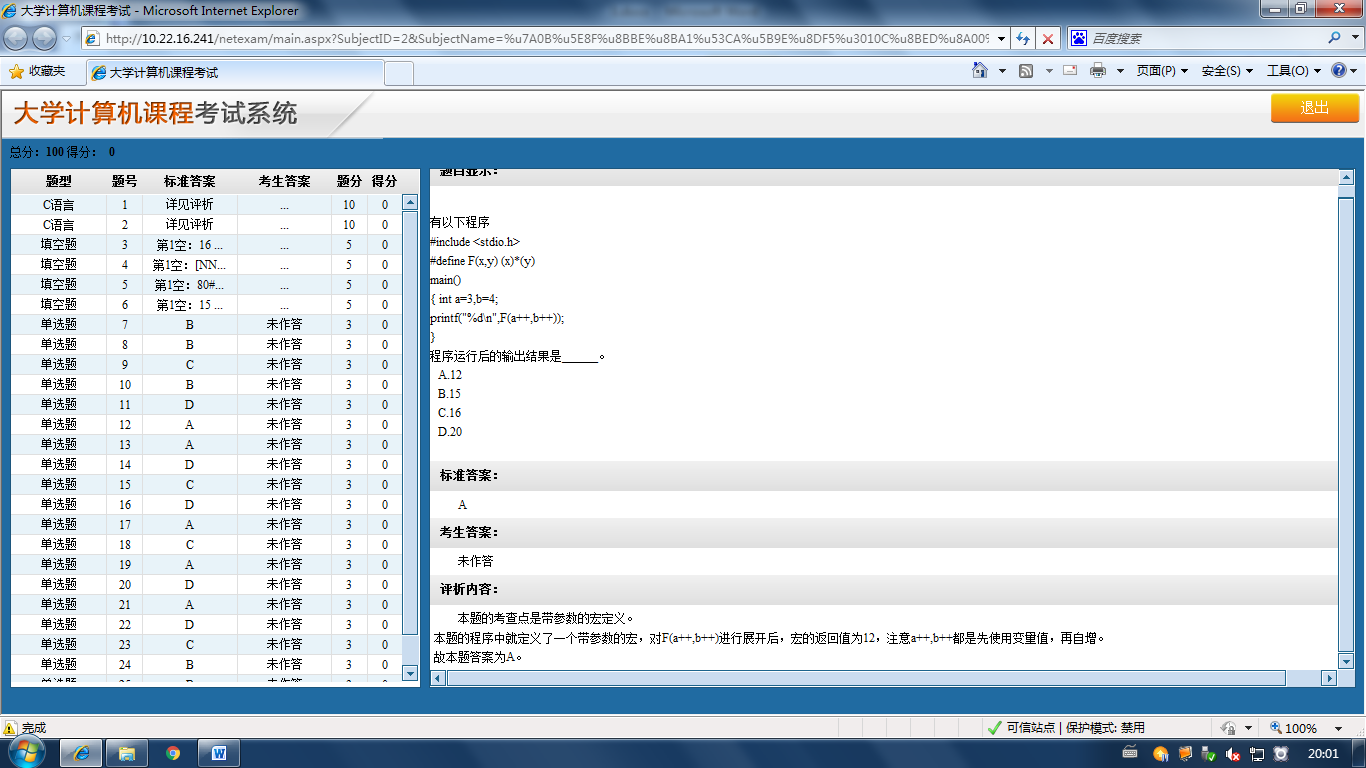 大学计算机课程考试 - Microsoft Internet Explorer
http://10.22.16.241/netexam/main.aspx?SubjectID=2&SubjectName=%u7A0B%u5E8F%u8BBE%u8BA1%u53CA%u5B9E%u8DF5%u3010C%u8BED%u8A00%
百度搜索
收藏夹
大学计算机课程考试
页面(P)
安全(S)
工具(O)
大学计算机课程考试系统
退出
总分：100 得分： 0
题型 题号 标准答案 考生答案 题分 得分
C语言 1 详见评析 ... 10 0
C语言 2 详见评析 ... 10 0
填空题 3 第1空：16 ... ... 5 0
填空题 4 第1空：[NN... ... 5 0
填空题 5 第1空：80#... ... 5 0
填空题 6 第1空：15 ... ... 5 0
单选题 7 B 未作答 3 0
单选题 8 B 未作答 3 0
单选题 9 C 未作答 3 0
单选题 10 B 未作答 3 0
单选题 11 D 未作答 3 0
单选题 12 A 未作答 3 0
单选题 13 A 未作答 3 0
单选题 14 D 未作答 3 0
单选题 15 C 未作答 3 0
单选题 16 D 未作答 3 0
单选题 17 A 未作答 3 0
单选题 18 C 未作答 3 0
单选题 19 A 未作答 3 0
单选题 20 D 未作答 3 0
单选题 21 A 未作答 3 0
单选题 22 D 未作答 3 0
单选题 23 C 未作答 3 0
单选题 24 B 未作答 3 0
题目显示：
有以下程序
#include <stdio.h>
#define F(x,y) (x)*(y)
main()
{ int a=3,b=4;
printf("%d\n",F(a++,b++));
}
程序运行后的输出结果是______。
A.12
B.15
C.16
D.20
标准答案：
A
考生答案：
未作答
评析内容：
本题的考查点是带参数的宏定义。
本题的程序中就定义了一个带参数的宏，对F(a++,b++)进行展开后，宏的返回值为12，注意a++,b++都是先使用变量值，再自增。
故本题答案为A。
完成
可信站点 | 保护模式: 禁用
100%
20:01